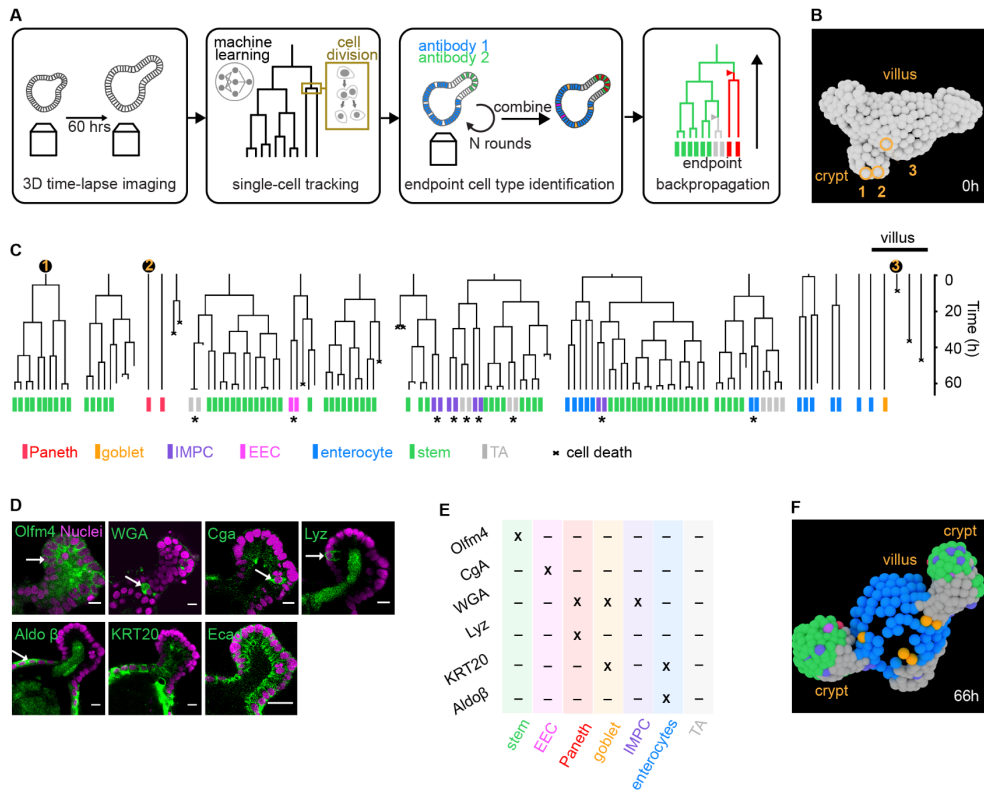 A
machine
learning
cell
division
antibody 1
antibody 2
combine
60 hrs
N rounds
endpoint
3D time-lapse imaging
single-cell tracking
endpoint cell type identification
backpropagation
B
villus
crypt
1
2
3
0h
C
villus
1
2
3
0
20
40
60
Time (h)
Paneth
goblet
IMPC
EEC
enterocyte
stem
TA
cell death
D
Olfm4 Nuclei
WGA
Cga
Lyz
Aldo β
KRT20
Ecad
E
Olfm4 x – – – – – –
CgA – x – – – – –
WGA – – x x x – –
Lyz – – x – – – –
KRT20 – – – x – x –
Aldoβ – – – – – x –
stem
EEC
Paneth
goblet
IMPC
enterocytes
TA
F
crypt
villus
crypt
66h